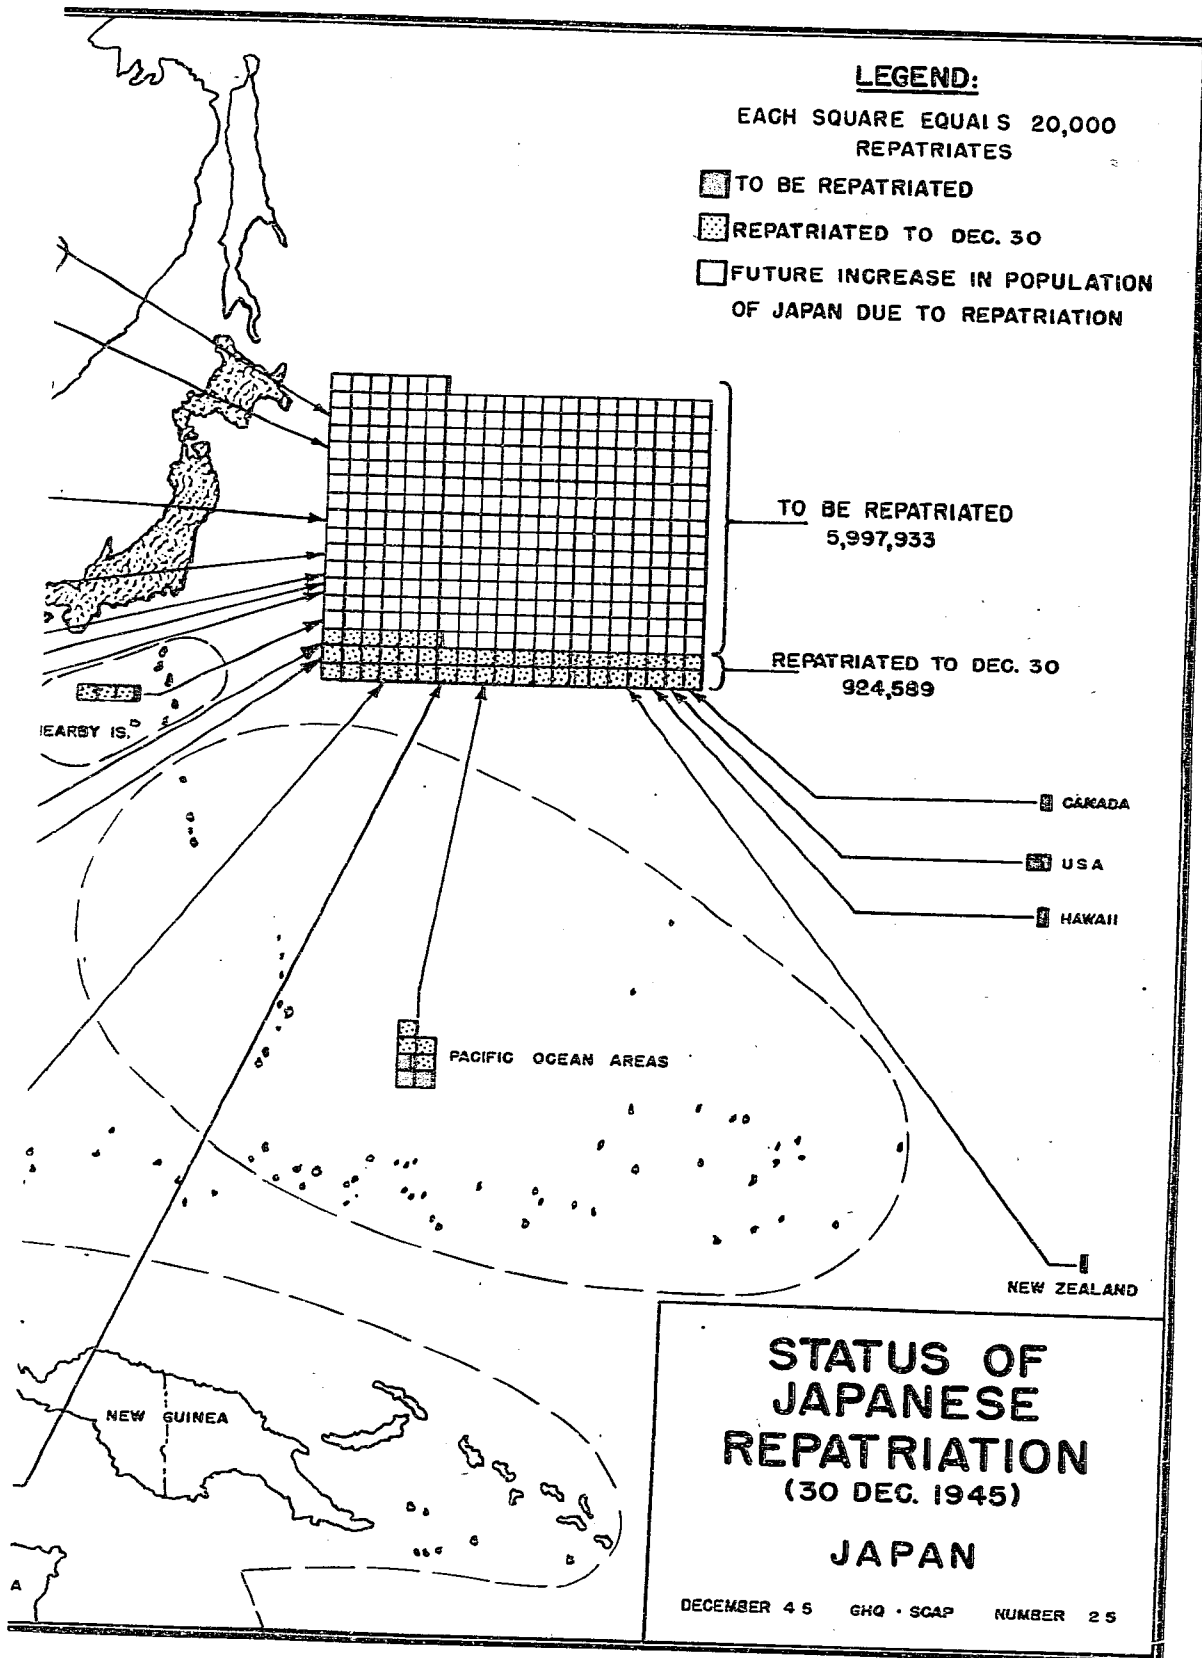 LEGEND:
EACH SQUARE EQUALS 20,000
REPATRIATES
TO BE REPATRIATED
REPATRIATED TO DEC. 30
FUTURE INCREASE IN POPULATION
OF JAPAN DUE TO REPATRIATION
TO BE REPATRIATED
5,997,933
REPATRIATED TO DEC. 30
924,589
NEARBY IS.
CANADA
USA
HAWAII
PACIFIC OCEAN AREAS
NEW ZEALAND
NEW GUINEA
A
STATUS OF
JAPANESE
REPATRIATION
(30 DEC. 1945)
JAPAN
DECEMBER 45 GHQ · SCAP NUMBER 25